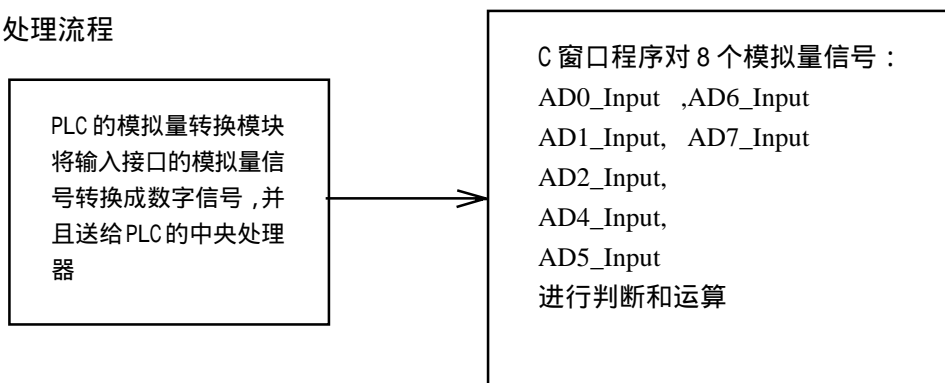 处理流程
PLC的模拟量转换模块
将输入接口的模拟量信
号转换成数字信号,并
且送给PLC的中央处理
器
C窗口程序对8个模拟量信号：
AD0_Input ,AD6_Input
AD1_Input, AD7_Input
AD2_Input,
AD4_Input,
AD5_Input
进行判断和运算